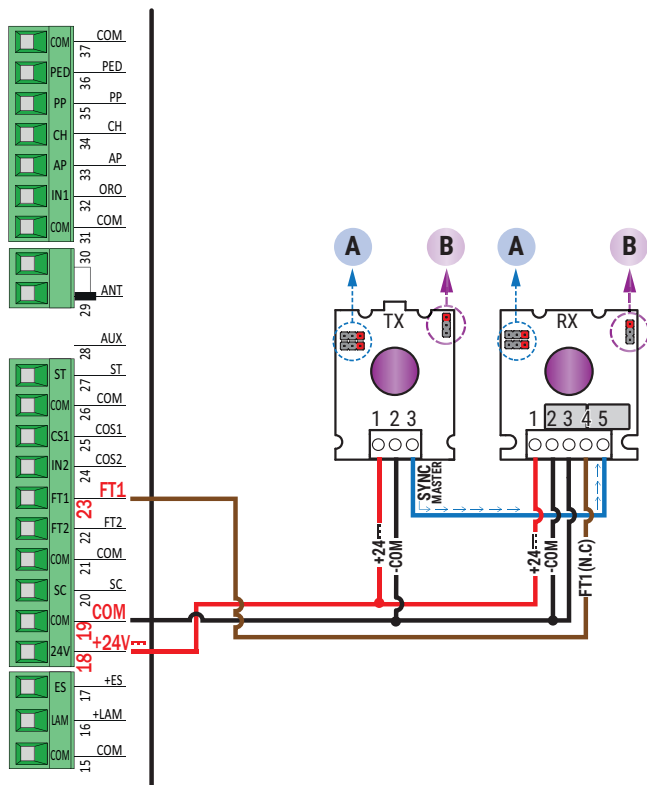 COM 37 COM
PED 36 PED
PP 35 PP
CH 34 CH
AP 33 AP
IN1 32 ORO
COM 31 COM
30
29 ANT
28 AUX
ST 27 ST
COM 26 COM
CS1 25 COS1
IN2 24 COS2
FT1 23 FT1
FT2 22 FT2
COM 21 COM
SC 20 SC
COM 19 COM
24V 18 +24V
ES 17 +ES
LAM 16 +LAM
COM 15 COM
A B A B
TX RX
1 2 3 1 2 3 4 5
SYNC
MASTER
+24
-COM
+24
-COM
FT1(N.C)